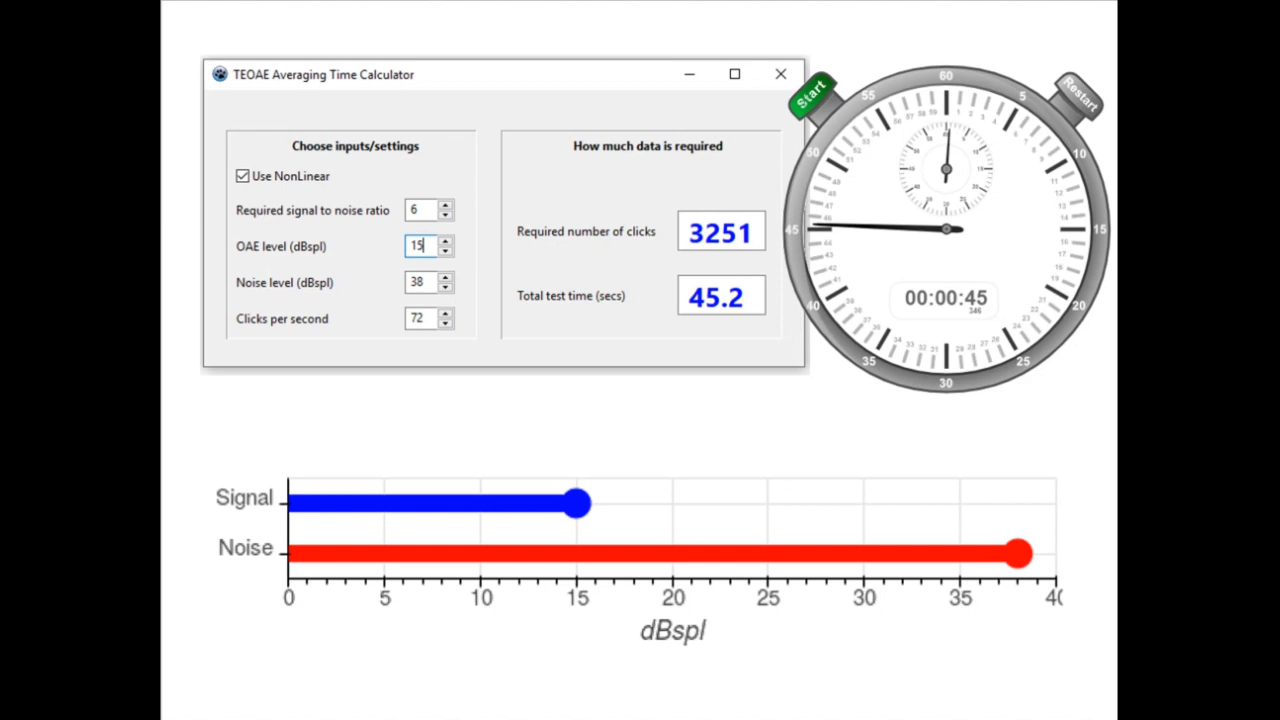 TEOAE Averaging Time Calculator
Choose inputs/settings
Use NonLinear
Required signal to noise ratio 6
OAE level (dBspl) 15
Noise level (dBspl) 38
Clicks per second 72
How much data is required
Required number of clicks 3251
Total test time (secs) 45.2
Start
Restart
60
5
10
15
20
25
30
35
40
45
50
55
00:00:45
346
Signal
Noise
0 5 10 15 20 25 30 35
dBspl